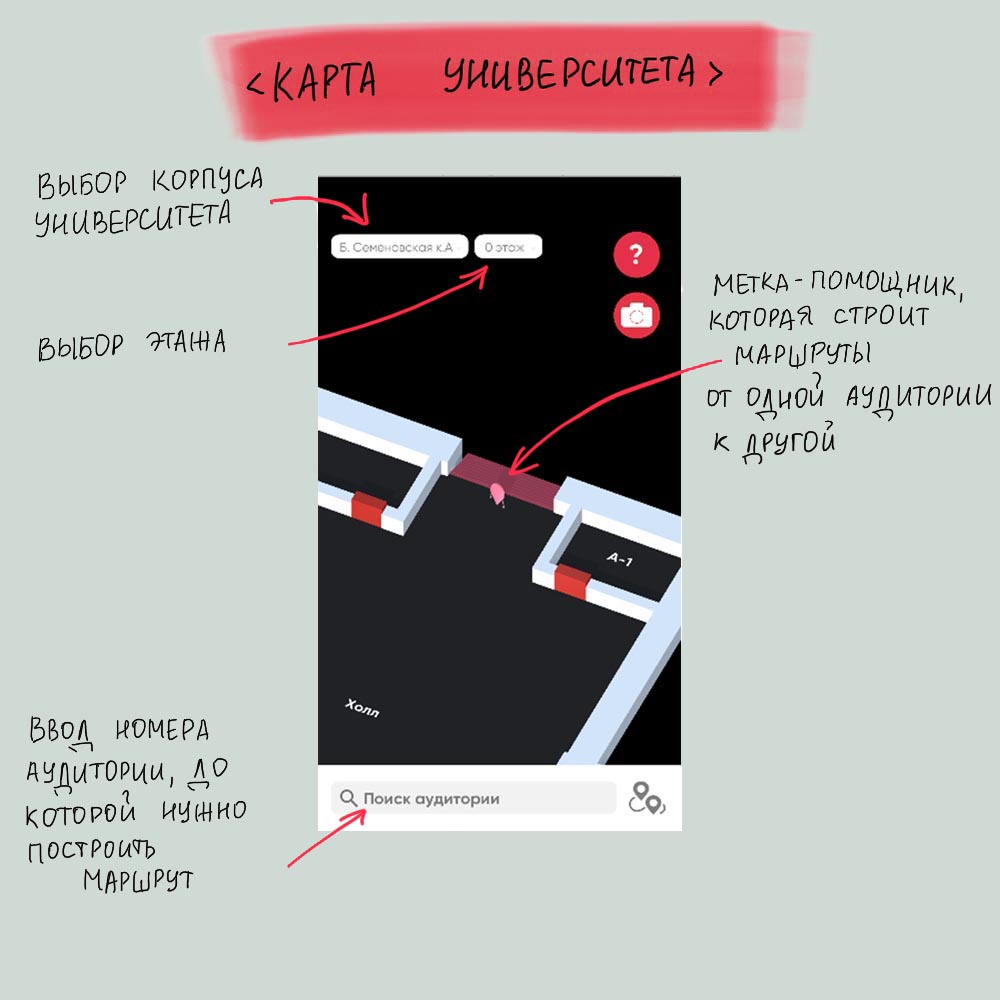 <КАРТА УНИВЕРСИТЕТА>
ВЫБОР КОРПУСА
УНИВЕРСИТЕТА
Б. Семеновская к.А
0 этаж
?
ВЫБОР ЭТАЖА
МЕТКА-ПОМОЩНИК,
КОТОРАЯ СТРОИТ
МАРШРУТЫ
ОТ ОДНОЙ АУДИТОРИИ
К ДРУГОЙ
А-1
Холл
ВВОД НОМЕРА
АУДИТОРИИ, ДО
КОТОРОЙ НУЖНО
ПОСТРОИТЬ
МАРШРУТ
Поиск аудитории